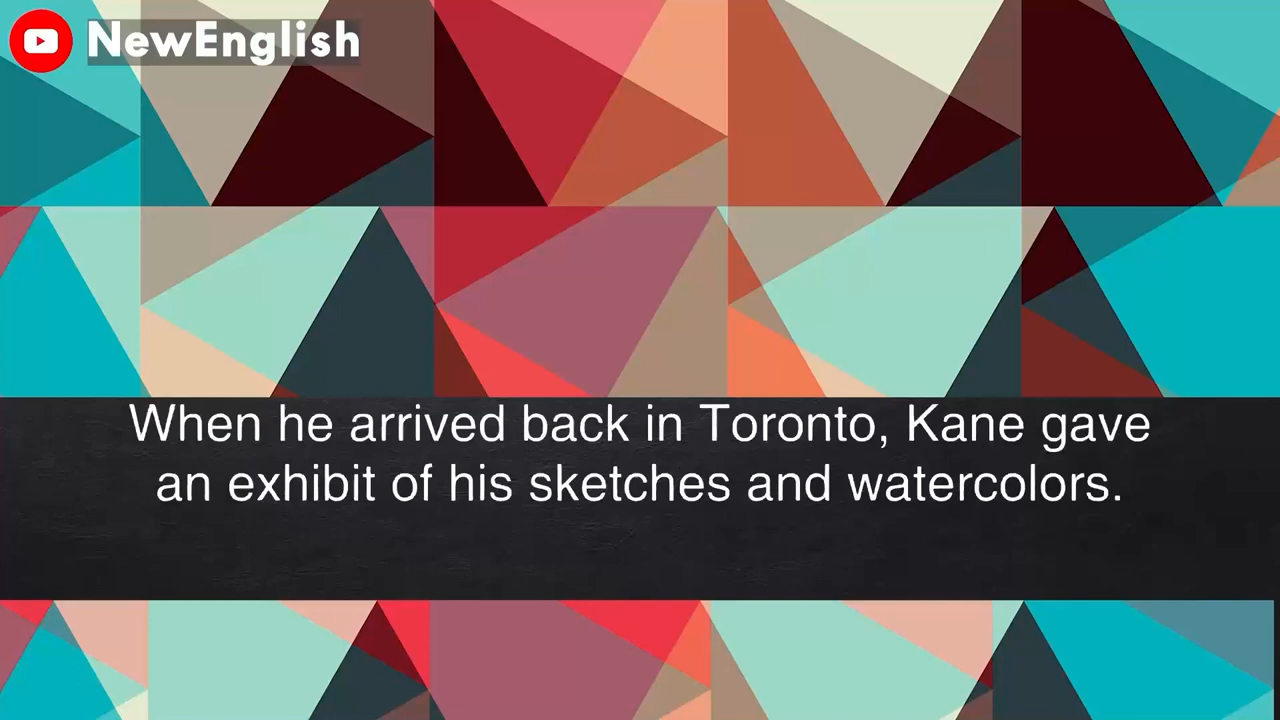 NewEnglish
When he arrived back in Toronto, Kane gave
an exhibit of his sketches and watercolors.